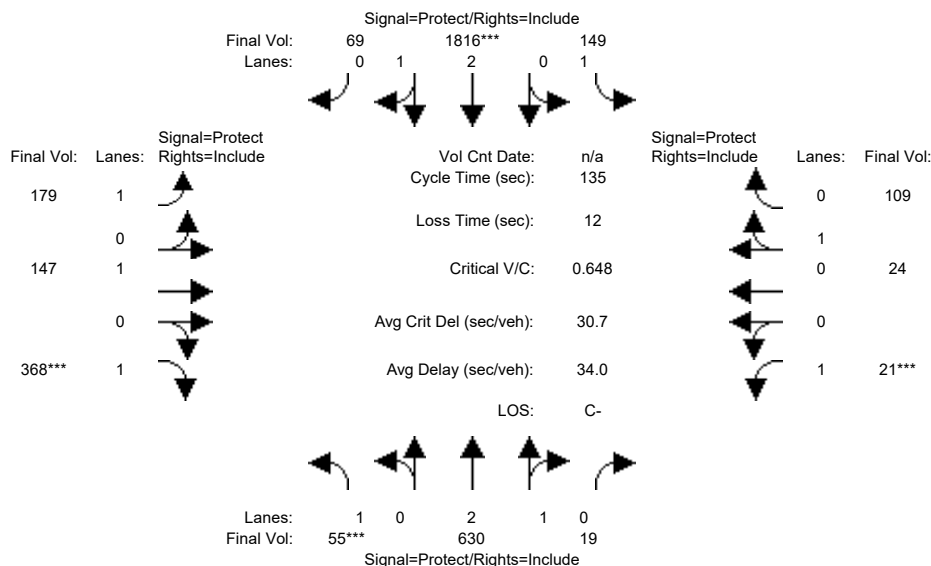 Signal=Protect/Rights=Include
Final Vol: 69 1816*** 149
Lanes: 0 1 2 0 1
Signal=Protect
Final Vol: Lanes: Rights=Include
Vol Cnt Date: n/a
Signal=Protect
Rights=Include Lanes: Final Vol:
Cycle Time (sec): 135
179 1
0 109
Loss Time (sec): 12
0
1
147 1
Critical V/C: 0.648
0 24
0
Avg Crit Del (sec/veh): 30.7
0
368*** 1
Avg Delay (sec/veh): 34.0
1 21***
LOS: C-
Lanes: 1 0 2 1 0
Final Vol: 55*** 630 19
Signal=Protect/Rights=Include